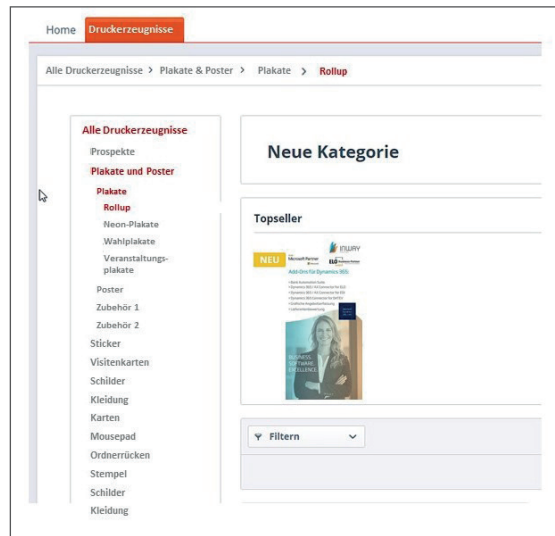 Home Druckerzeugnisse
Alle Druckerzeugnisse > Plakate & Poster > Plakate > Rollup
Alle Druckerzeugnisse
Prospekte
Plakate und Poster
Plakate
Rollup
Neon-Plakate
Wahlplakate
Veranstaltungs-
plakate
Poster
Zubehör 1
Zubehör 2
Sticker
Visitenkarten
Schilder
Kleidung
Karten
Mousepad
Ordnerrücken
Stempel
Schilder
Kleidung
Neue Kategorie
Topseller
NEU
INWAY
Microsoft Partner
ELO
Add-Ons für Dynamics 365
BUSINESS.
SOFTWARE.
EXCELLENCE.
Filtern